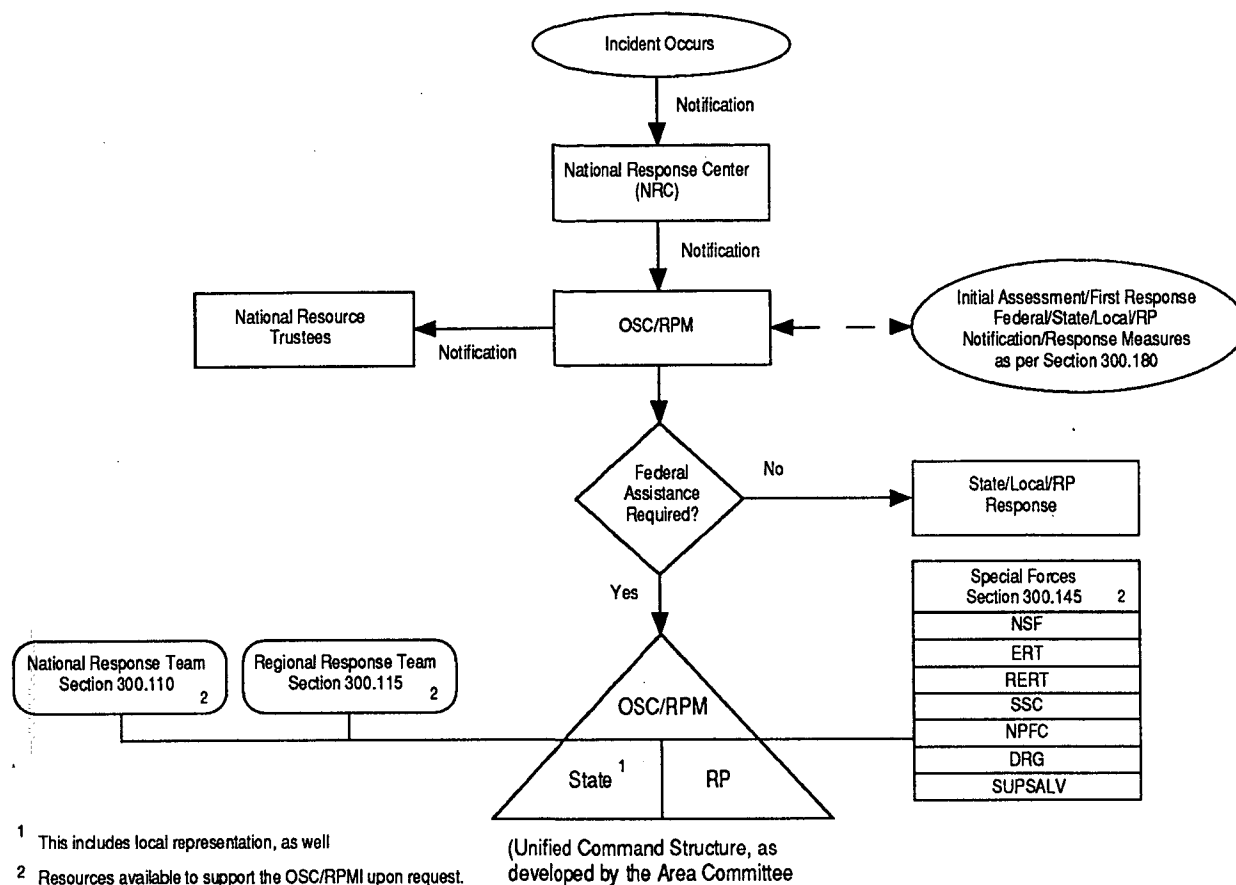 Incident Occurs
Notification
National Response Center
(NRC)
Notification
National Resource
Trustees
Notification
OSC/RPM
Initial Assessment/First Response
Federal/State/Local/RP
Notification/Response Measures
as per Section 300.180
Federal
Assistance
Required?
No
State/Local/RP
Response
Yes
Special Forces
Section 300.145 2
NSF
ERT
RERT
SSC
NPFC
DRG
SUPSALV
National Response Team
Section 300.110
2
Regional Response Team
Section 300.115
2
OSC/RPM
State 1
RP
1 This includes local representation, as well
2 Resources available to support the OSC/RPMI upon request.
(Unified Command Structure, as
developed by the Area Committee